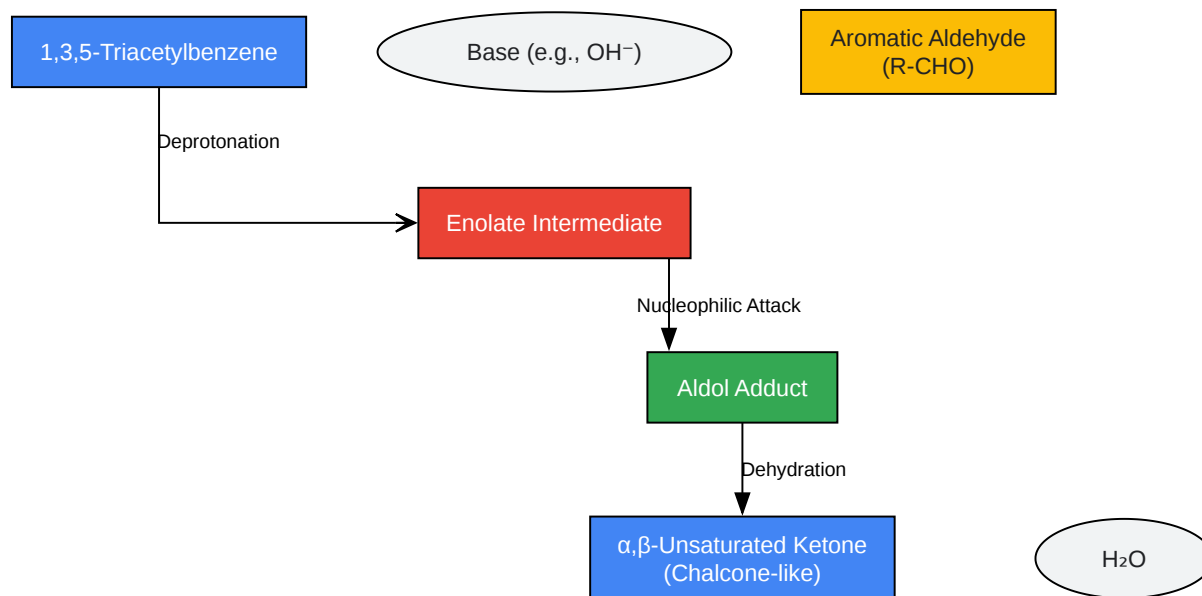 1,3,5-Triacetylbenzene
Base (e.g., OH⁻)
Aromatic Aldehyde
(R-CHO)
Deprotonation
Enolate Intermediate
Nucleophilic Attack
Aldol Adduct
Dehydration
α,β-Unsaturated Ketone
(Chalcone-like)
H₂O